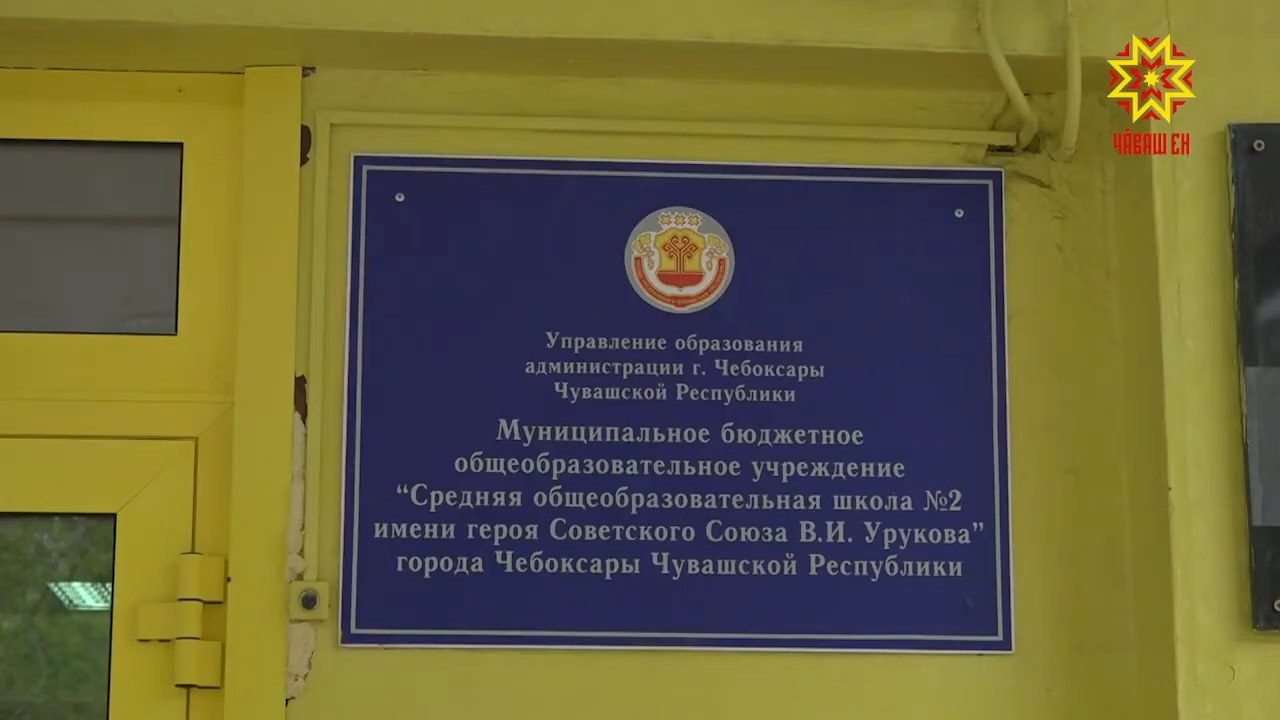 ЧӐВАШ ЕН
Управление образования
администрации г. Чебоксары
Чувашской Республики
Муниципальное бюджетное
общеобразовательное учреждение
“Средняя общеобразовательная школа №2
имени героя Советского Союза В.И. Урукова”
города Чебоксары Чувашской Республики